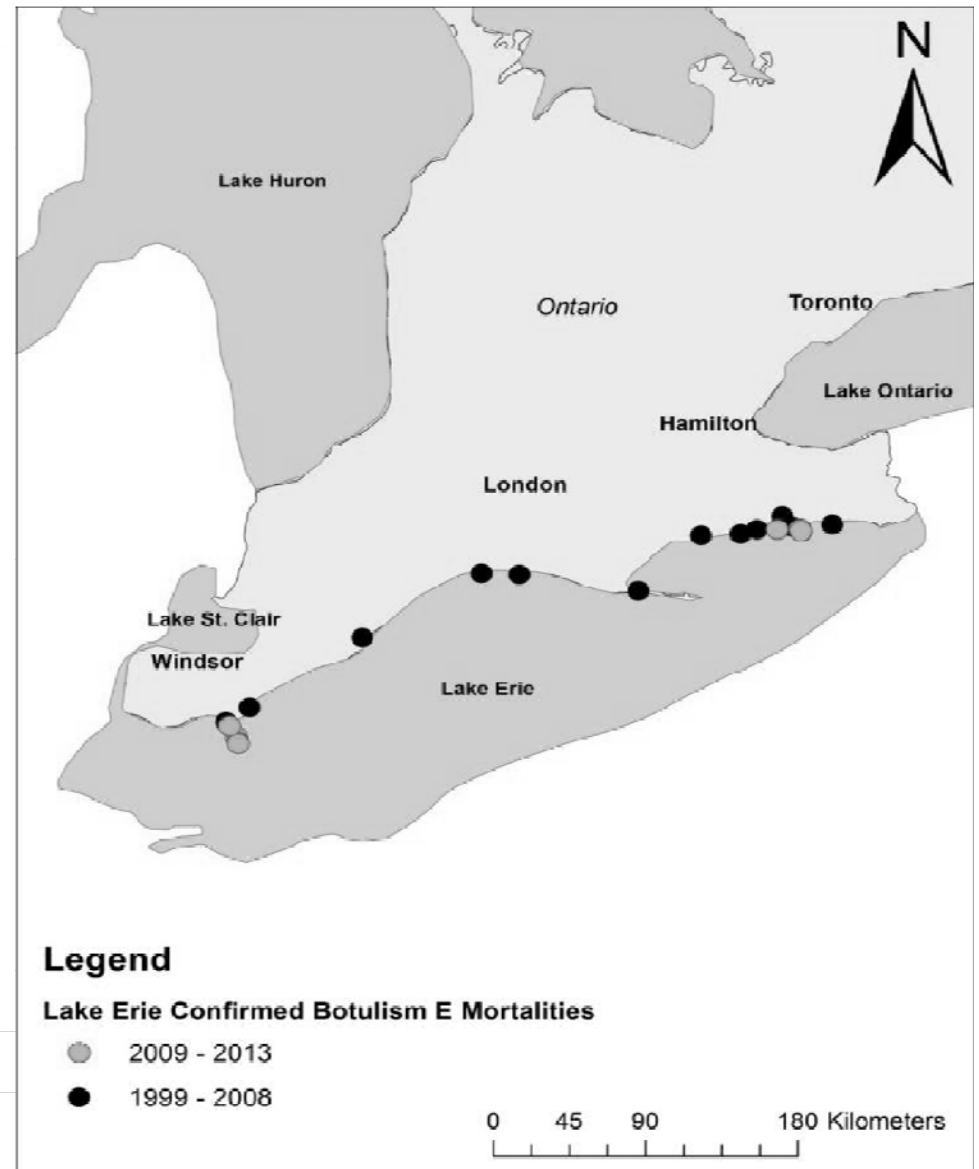 N
Lake Huron
Ontario
Toronto
Lake Ontario
Hamilton
London
Lake St. Clair
Windsor
Lake Erie
Legend
Lake Erie Confirmed Botulism E Mortalities
2009 - 2013
1999 - 2008
0 45 90 180 Kilometers